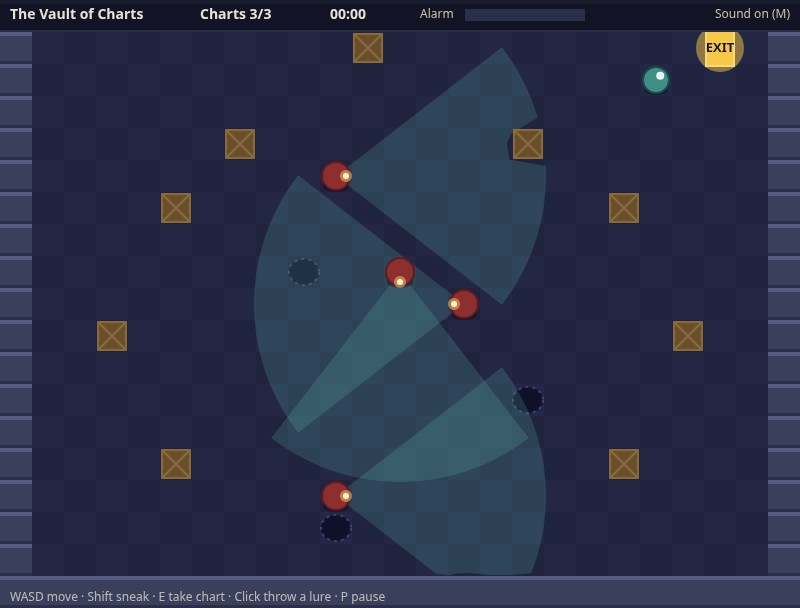 The Vault of Charts Charts 3/3 00:00 Alarm Sound on (M)
EXIT
WASD move · Shift sneak · E take chart · Click throw a lure · P pause